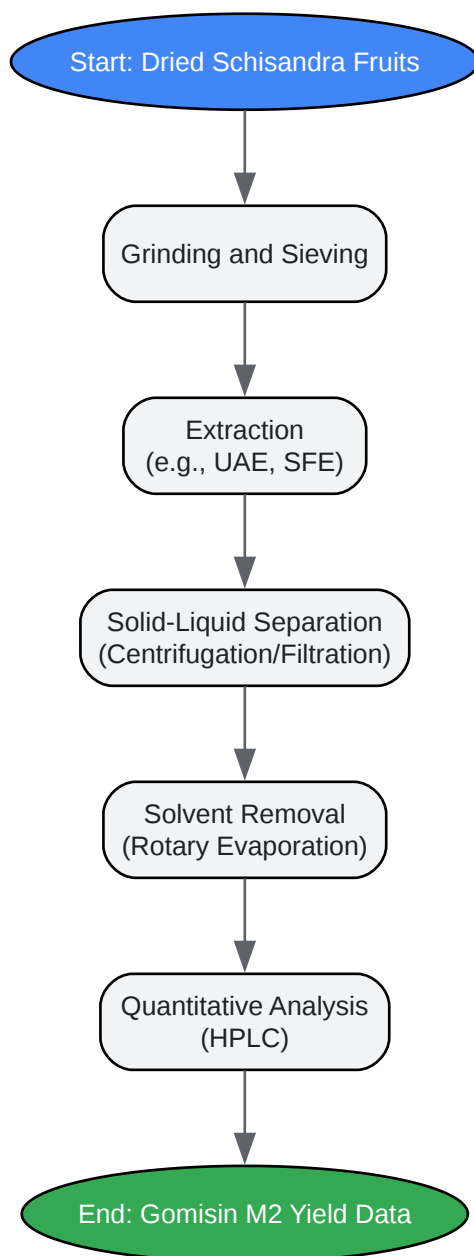 Start: Dried Schisandra Fruits
Grinding and Sieving
Extraction
(e.g., UAE, SFE)
Solid-Liquid Separation
(Centrifugation/Filtration)
Solvent Removal
(Rotary Evaporation)
Quantitative Analysis
(HPLC)
End: Gomisin M2 Yield Data